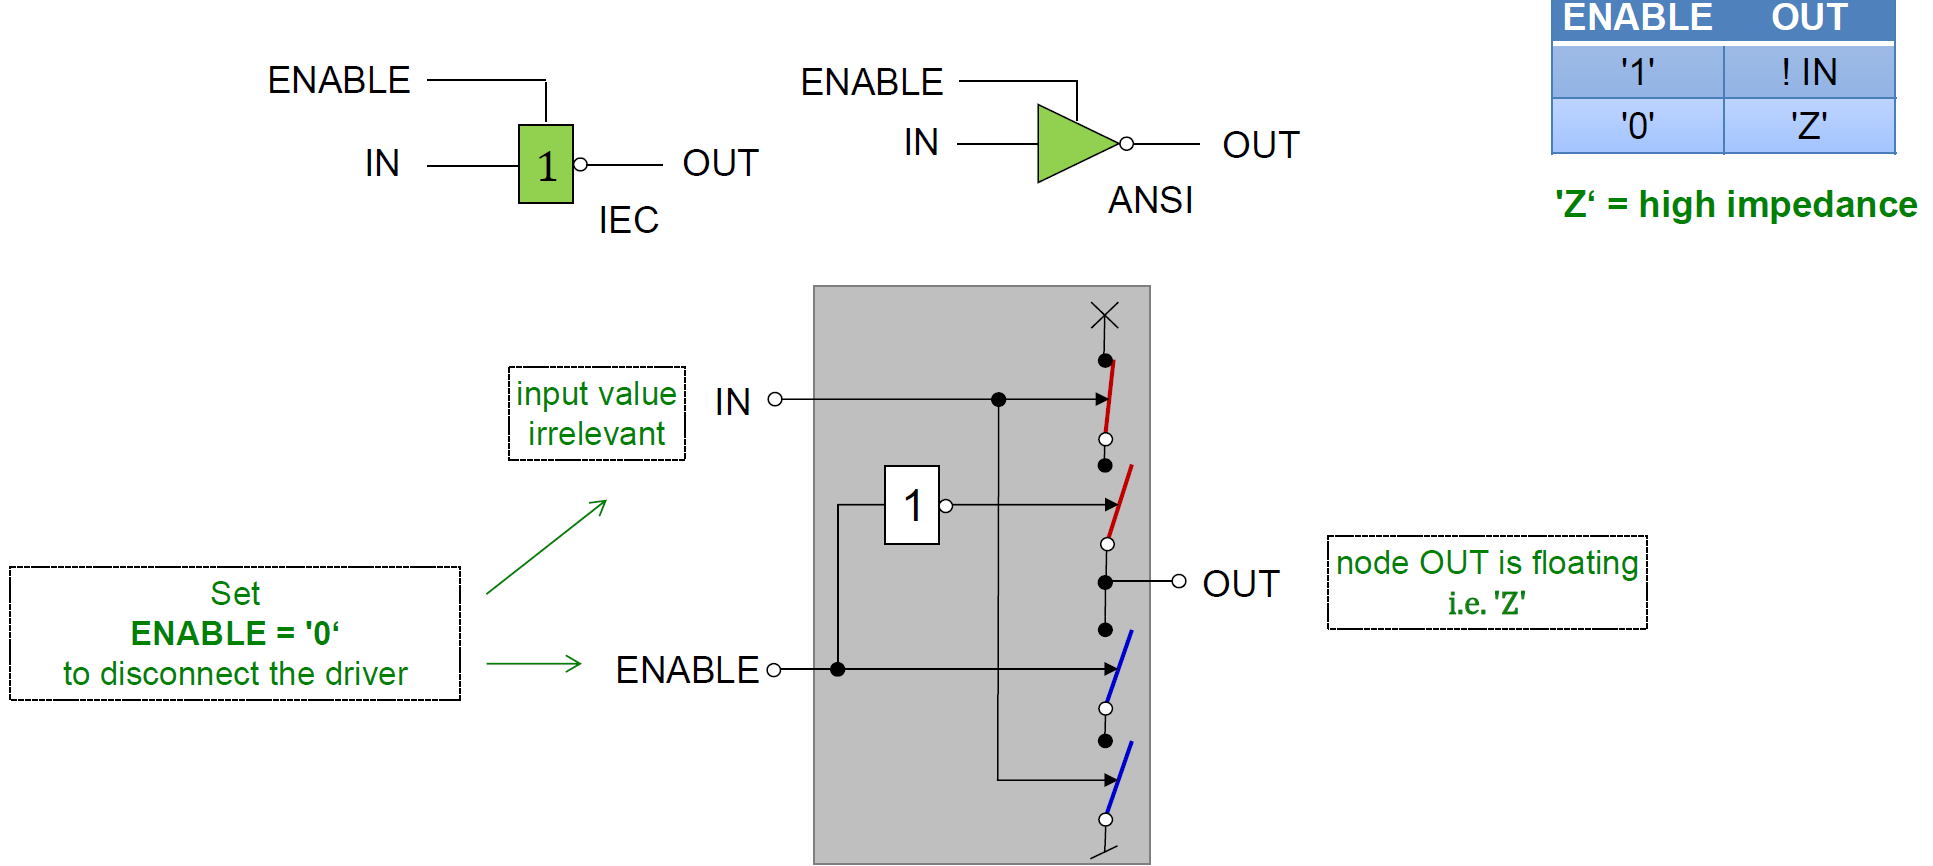 ENABLE OUT
'1' ! IN
'0' 'Z'
'Z‘ = high impedance
ENABLE
IN
1
OUT
IEC
ENABLE
IN
OUT
ANSI
input value
irrelevant
IN
1
Set
ENABLE = '0‘
to disconnect the driver
ENABLE
OUT
node OUT is floating
i.e. 'Z'